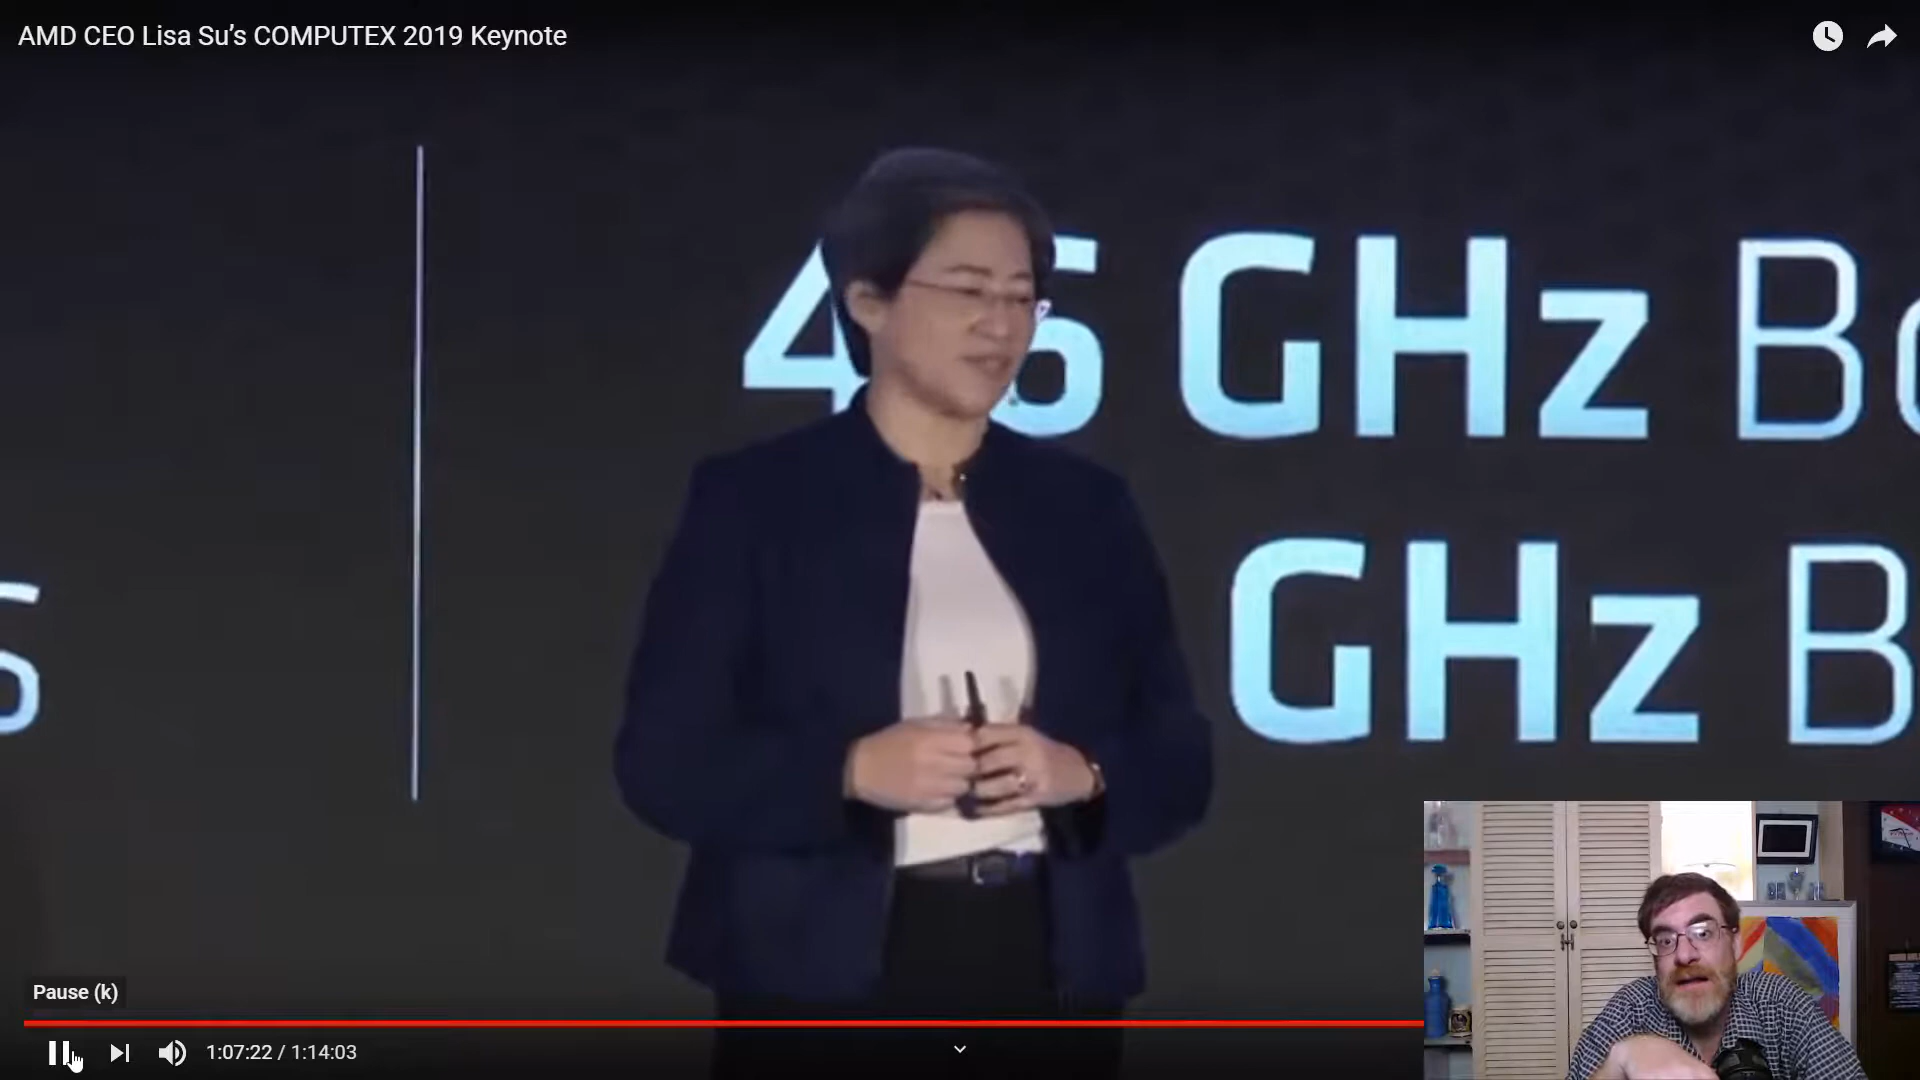 AMD CEO Lisa Su's COMPUTEX 2019 Keynote
GHz
GHz
Pause (k)
1:07:22 / 1:14:03